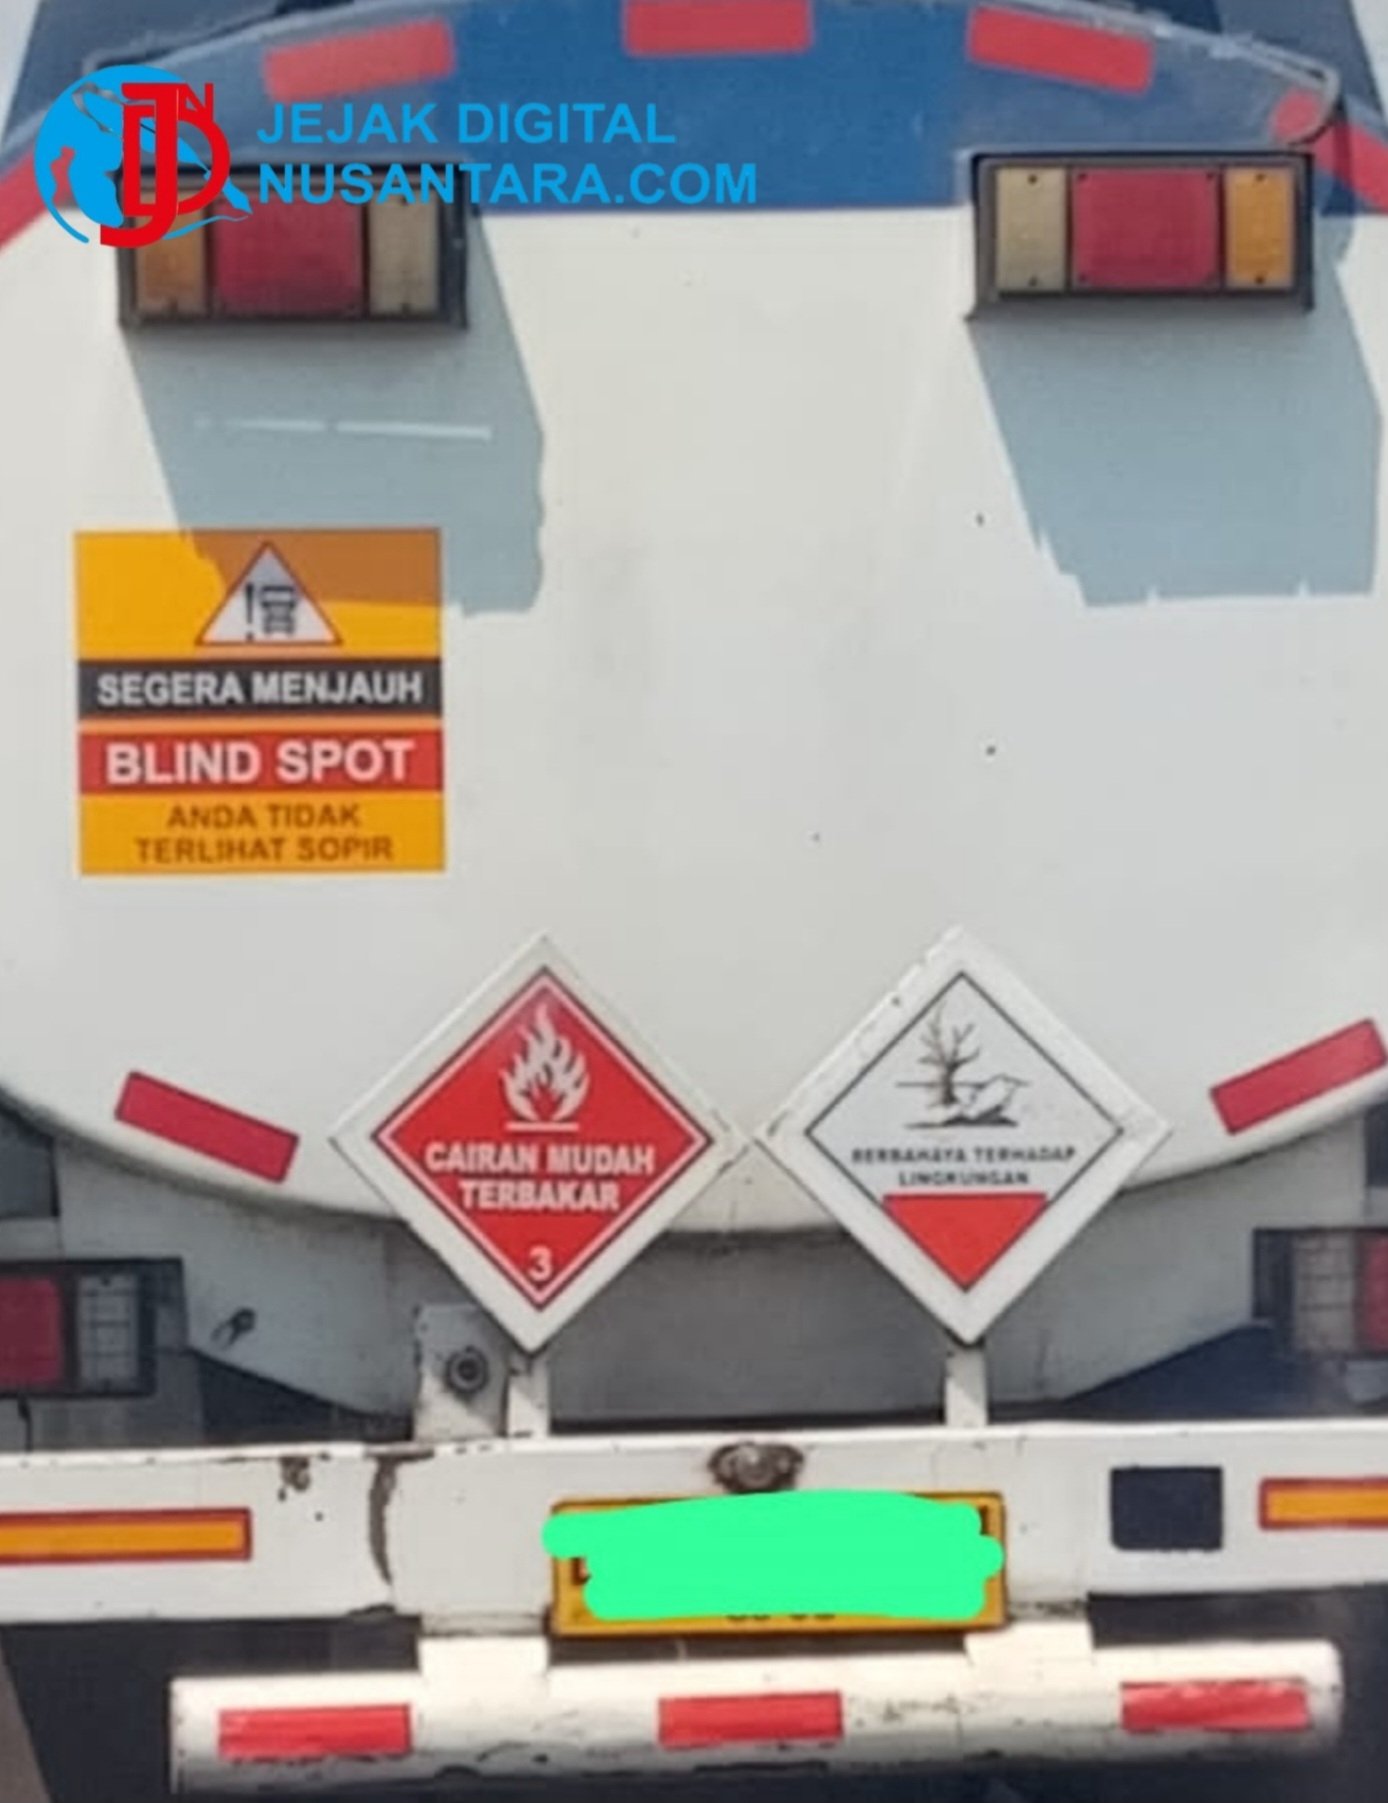 JEJAK DIGITAL
NUSANTARA.COM
SEGERA MENJAUH
BLIND SPOT
ANDA TIDAK
TERLIHAT SOPIR
CAIRAN MUDAH
TERBAKAR
3
BERBAHAYA TERHADAP
LINGKUNGAN